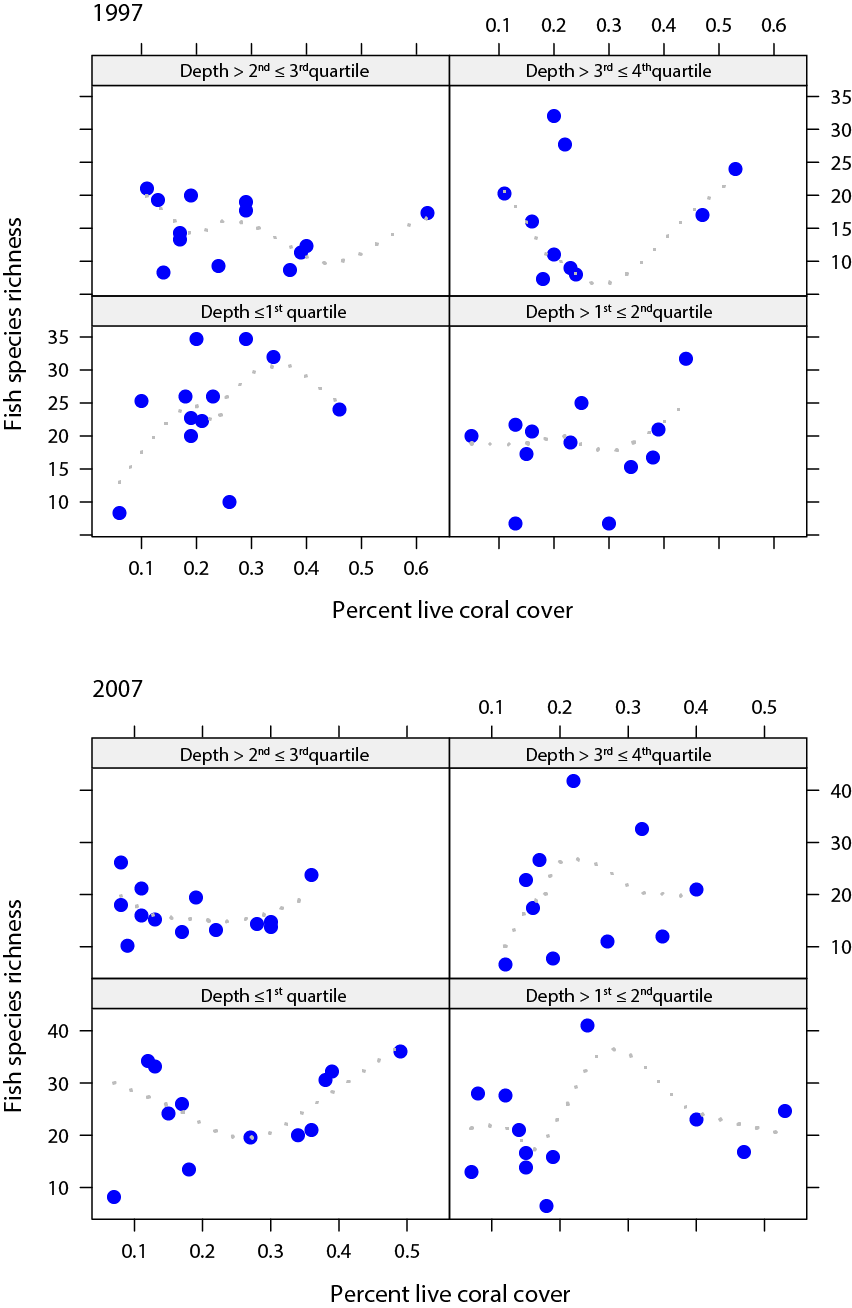 1997
0.1 0.2 0.3 0.4 0.5 0.6
Depth > 2nd ≤ 3rdquartile
Depth > 3rd ≤ 4thquartile
35
30
25
20
15
10
Fish species richness
Depth ≤1st quartile
Depth > 1st ≤ 2ndquartile
35
30
25
20
15
10
0.1 0.2 0.3 0.4 0.5 0.6
Percent live coral cover
2007
0.1 0.2 0.3 0.4 0.5
Depth > 2nd ≤ 3rdquartile
Depth > 3rd ≤ 4thquartile
40
30
20
10
Fish species richness
Depth ≤1st quartile
Depth > 1st ≤ 2ndquartile
40
30
20
10
0.1 0.2 0.3 0.4 0.5
Percent live coral cover